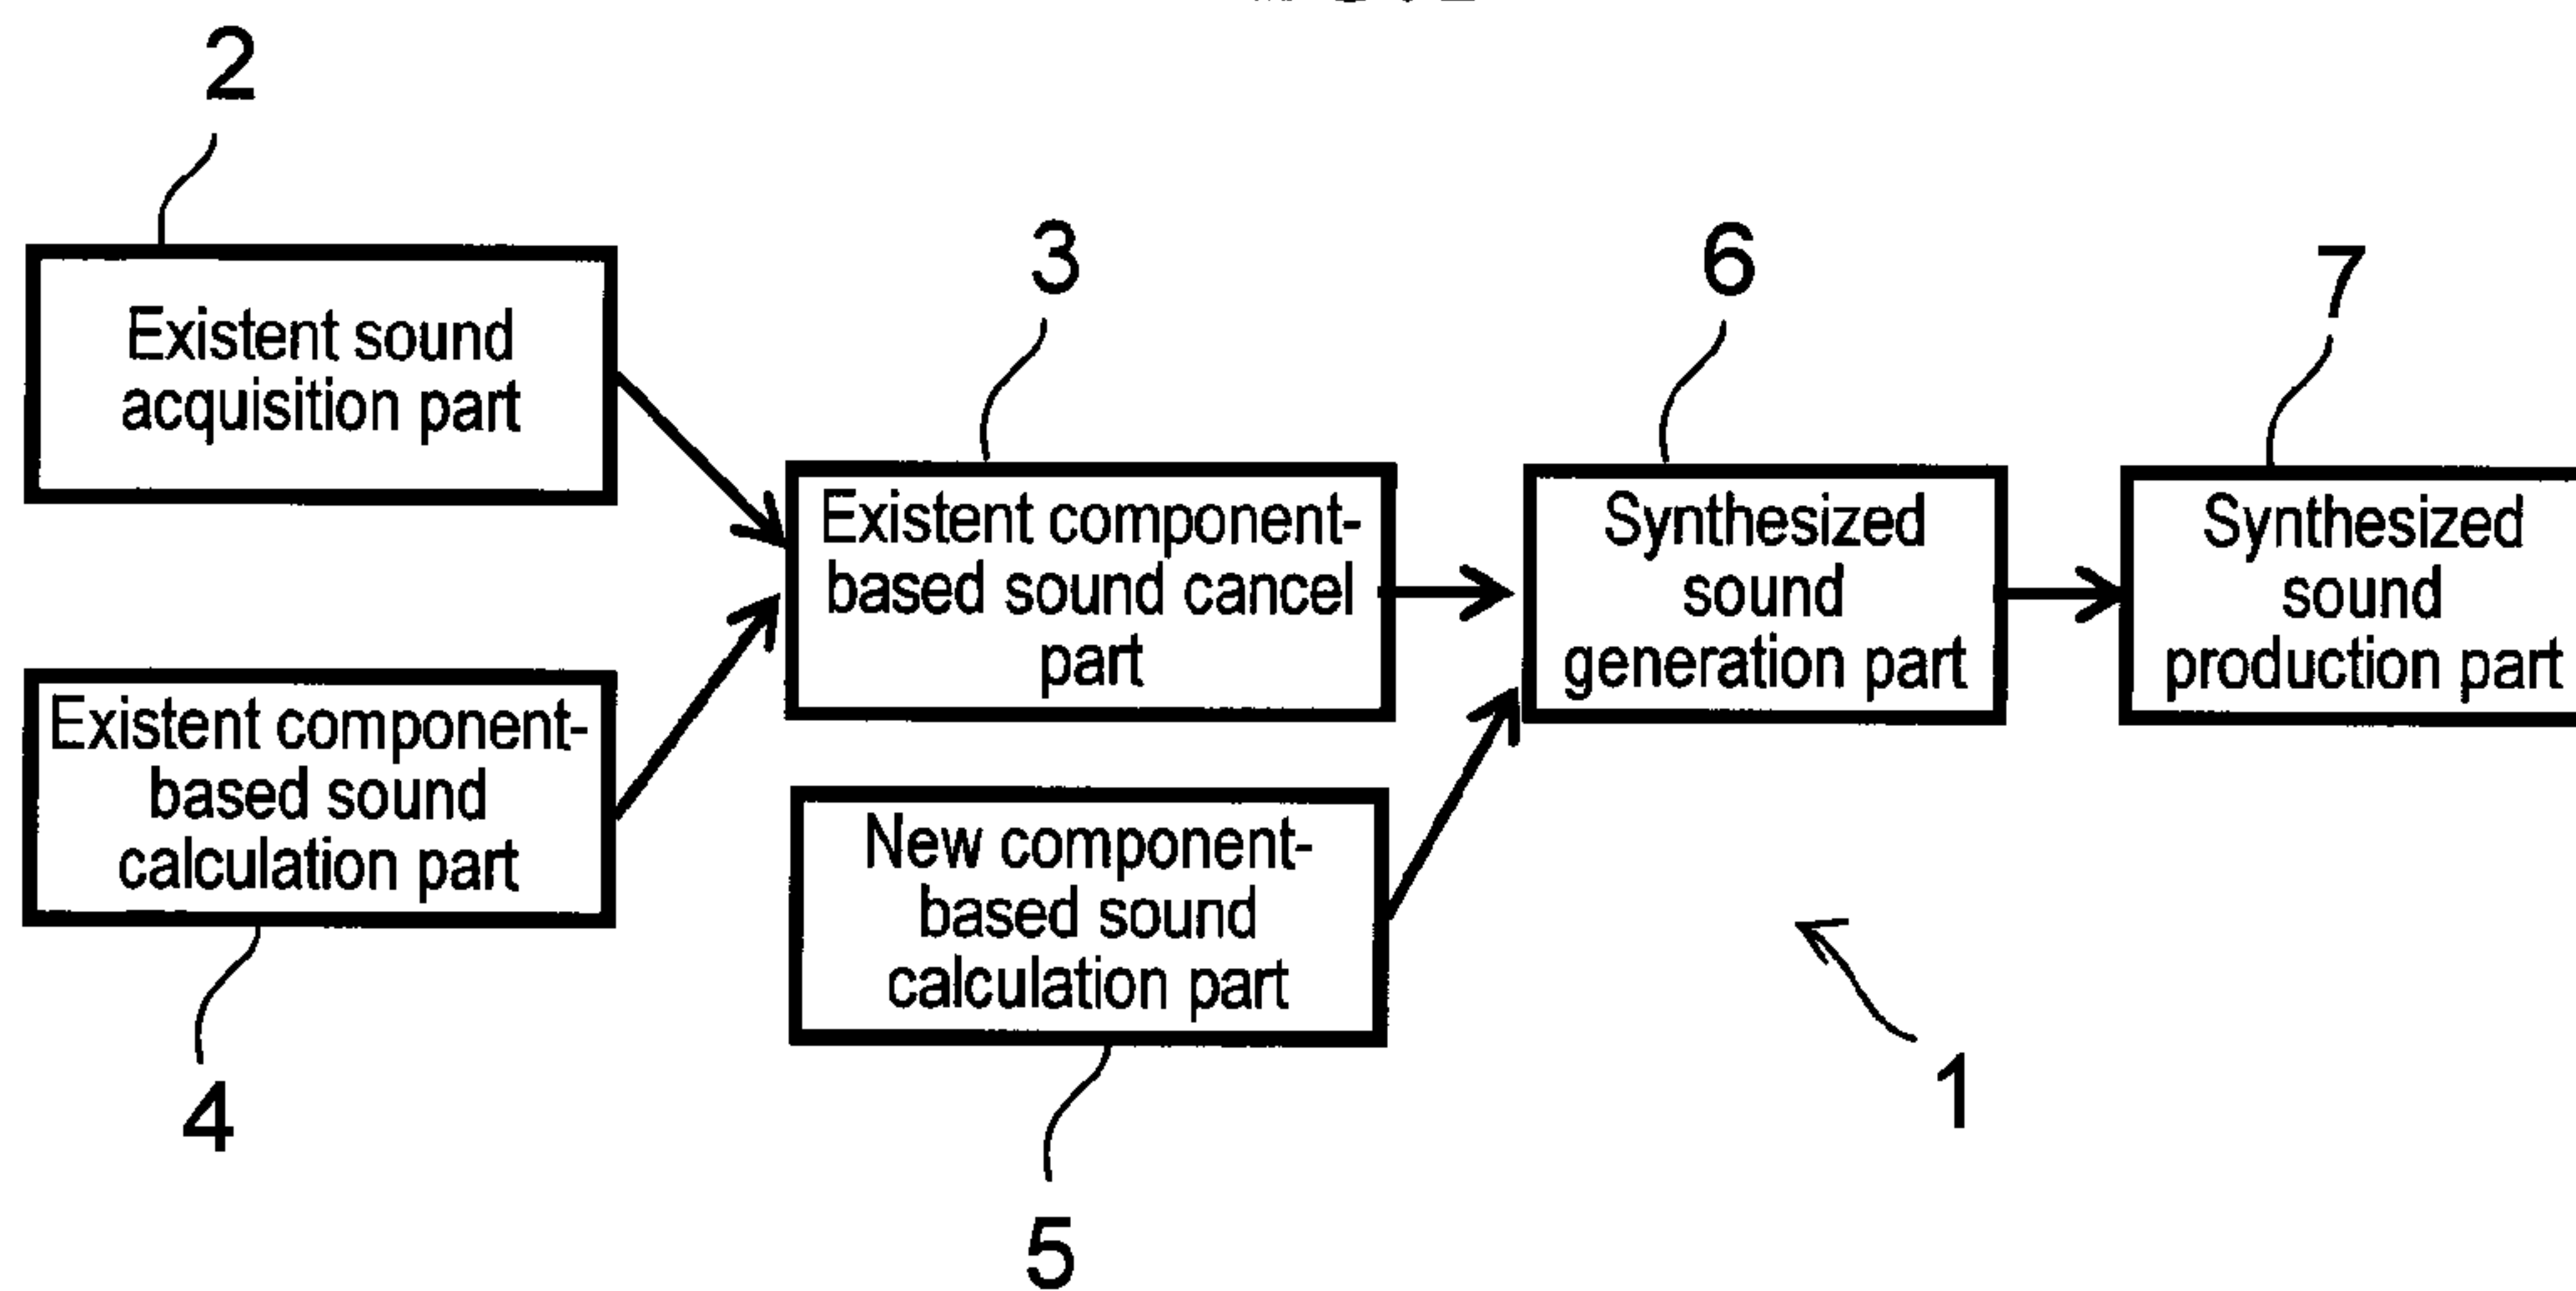 2
Existent sound
acquisition part
3
Existent component-
based sound cancel
part
6
Synthesized
sound
generation part
7
Synthesized
sound
production part
Existent component-
based sound
calculation part
4
New component-
based sound
calculation part
5
1